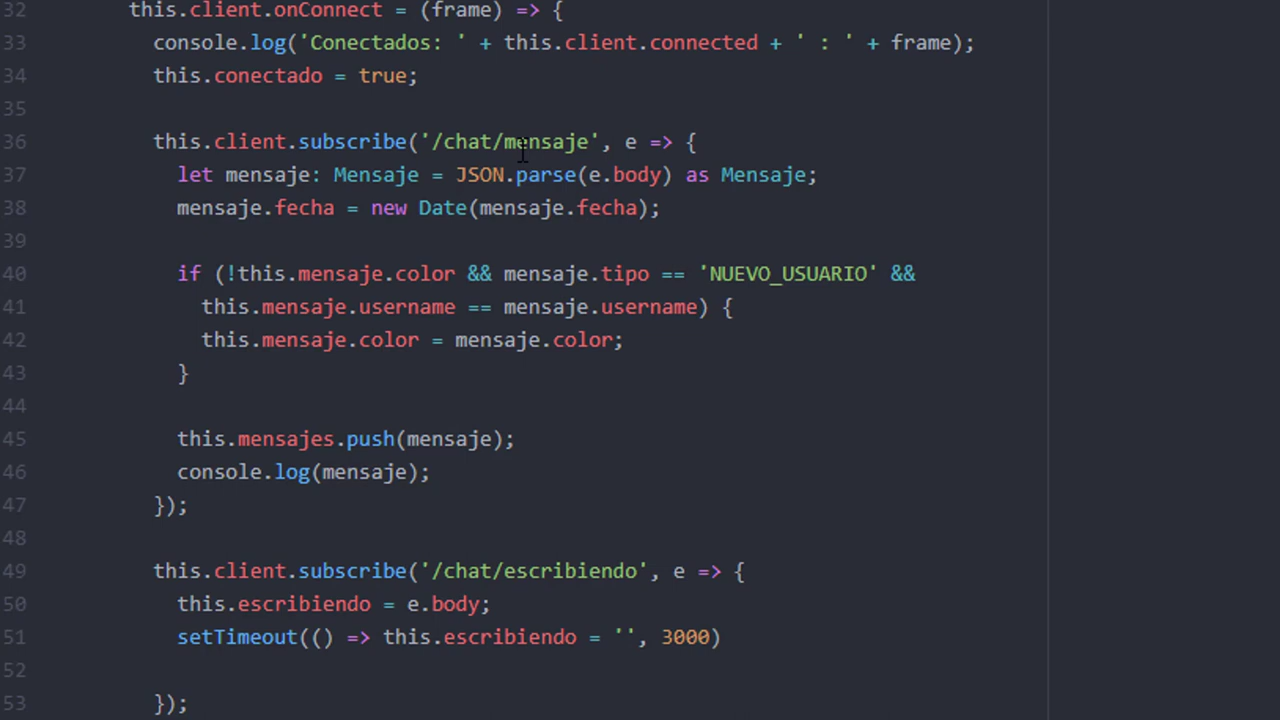 32 this.client.onConnect = (frame) => {
33 console.log('Conectados: ' + this.client.connected + ' : ' + frame);
34 this.conectado = true;
35
36 this.client.subscribe('/chat/mensaje', e => {
37 let mensaje: Mensaje = JSON.parse(e.body) as Mensaje;
38 mensaje.fecha = new Date(mensaje.fecha);
39
40 if (!this.mensaje.color && mensaje.tipo == 'NUEVO_USUARIO' &&
41 this.mensaje.username == mensaje.username) {
42 this.mensaje.color = mensaje.color;
43 }
44
45 this.mensajes.push(mensaje);
46 console.log(mensaje);
47 });
48
49 this.client.subscribe('/chat/escribiendo', e => {
50 this.escribiendo = e.body;
51 setTimeout(() => this.escribiendo = '', 3000)
52
53 });